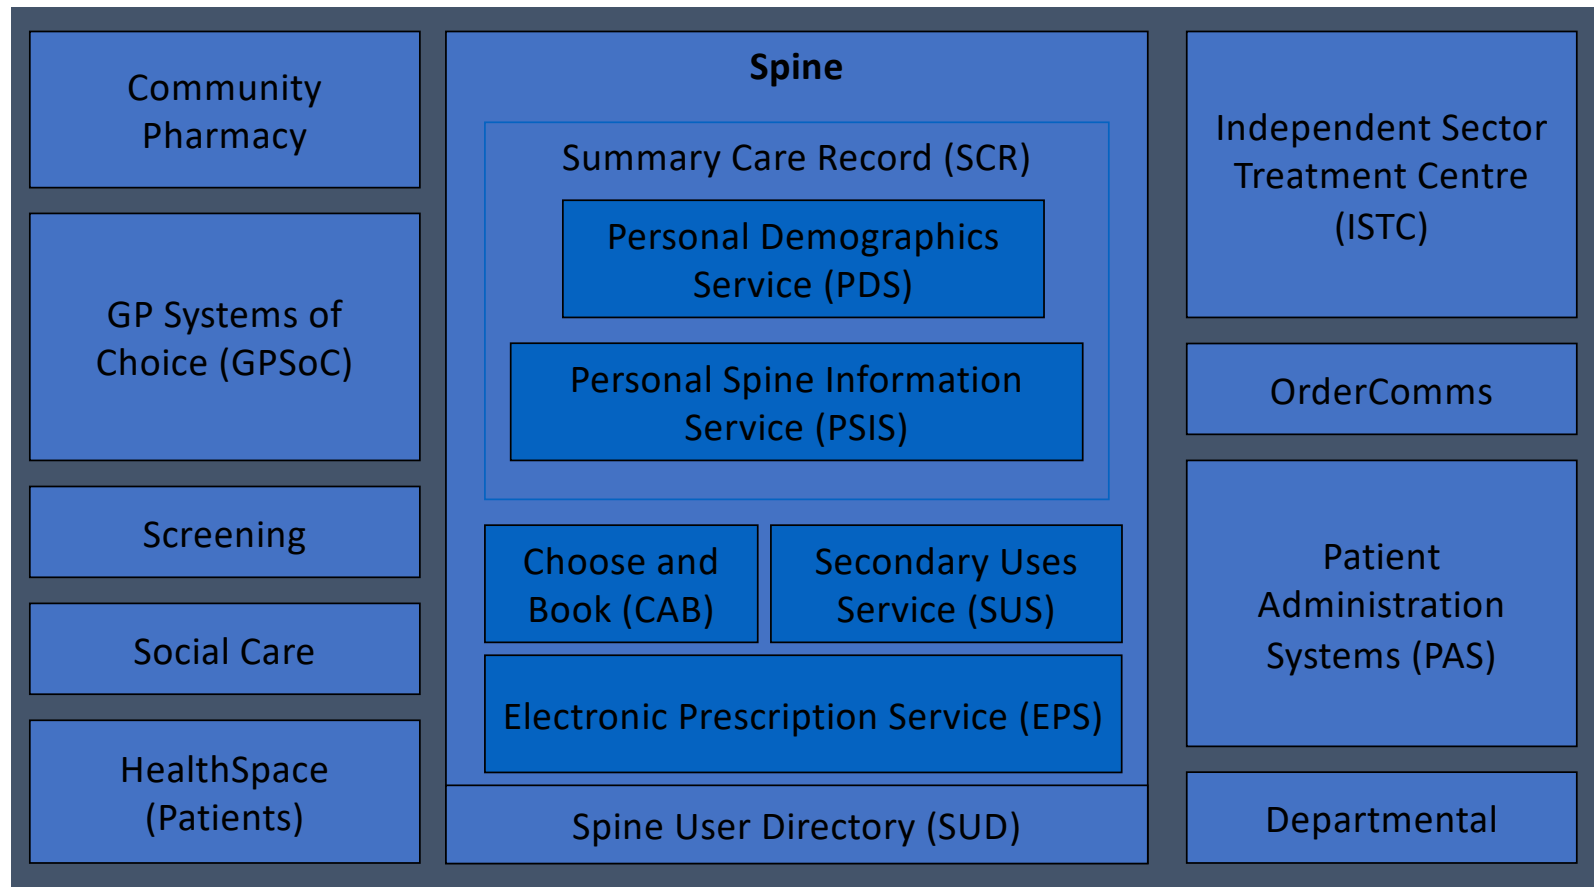 Community
Pharmacy
GP Systems of
Choice (GPSoC)
Screening
Social Care
HealthSpace
(Patients)
Spine
Summary Care Record (SCR)
Personal Demographics
Service (PDS)
Personal Spine Information
Service (PSIS)
Choose and
Book (CAB)
Secondary Uses
Service (SUS)
Electronic Prescription Service (EPS)
Spine User Directory (SUD)
Independent Sector
Treatment Centre
(ISTC)
OrderComms
Patient
Administration
Systems (PAS)
Departmental